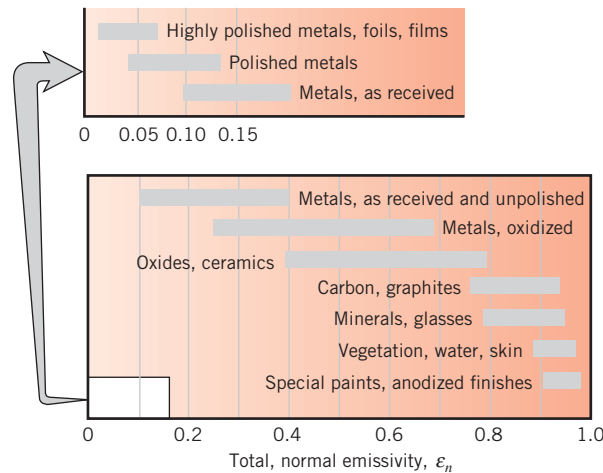 Highly polished metals, foils, films
Polished metals
Metals, as received
0 0.05 0.10 0.15
Metals, as received and unpolished
Metals, oxidized
Oxides, ceramics
Carbon, graphites
Minerals, glasses
Vegetation, water, skin
Special paints, anodized finishes
0 0.2 0.4 0.6 0.8 1.0
Total, normal emissivity, εn